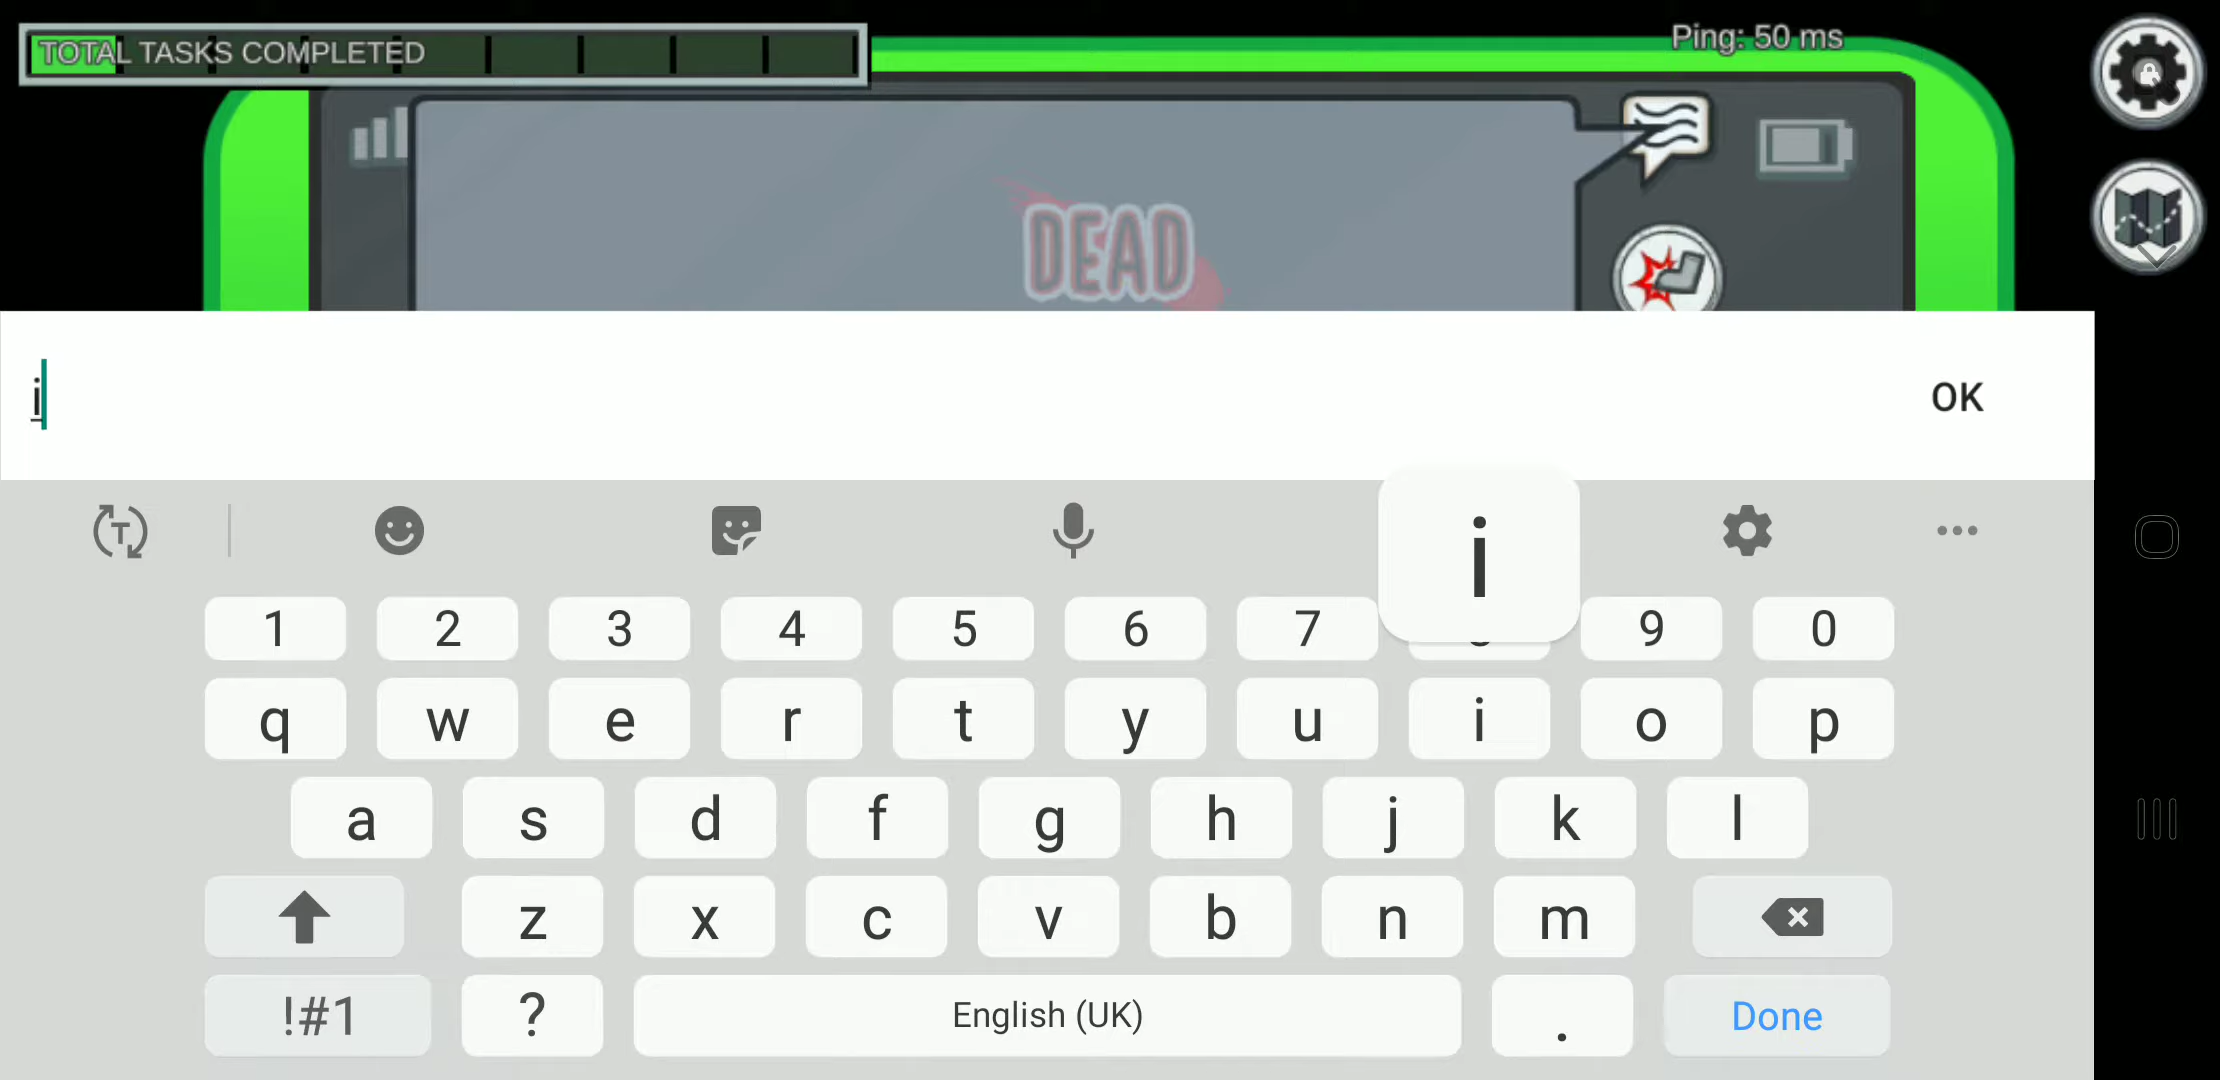 TOTAL TASKS COMPLETED
Ping: 50 ms
DEAD
i
OK
T
i
1 2 3 4 5 6 7 9 0
q w e r t y u i o p
a s d f g h j k l
z x c v b n m
!#1 ? English (UK) . Done